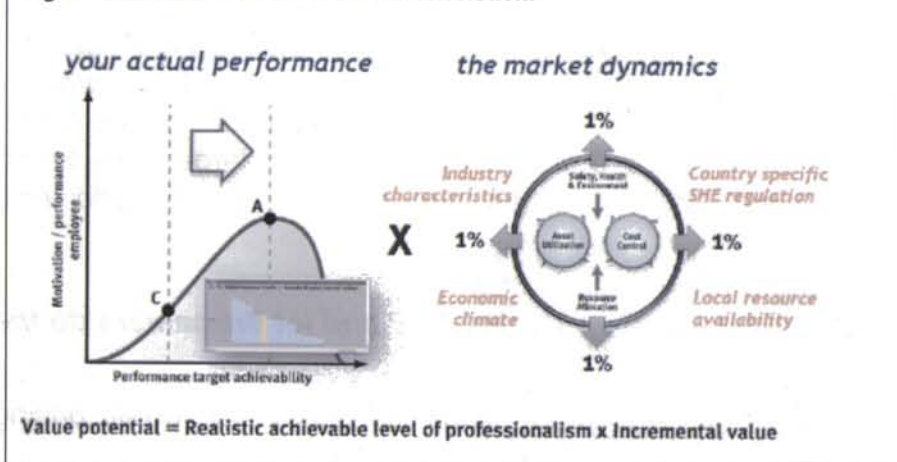 your actual performance
the market dynamics
Motivation / performance
employee
A
C
Performance target achievability
X
1%
Industry
characteristics
Country specific
SHE regulation
Safety, Health
& Environment
1%
Asset
Utilization
Cost
Control
1%
Economic
climate
Resource
Allocation
Local resource
availability
1%
Value potential = Realistic achievable level of professionalism x Incremental value